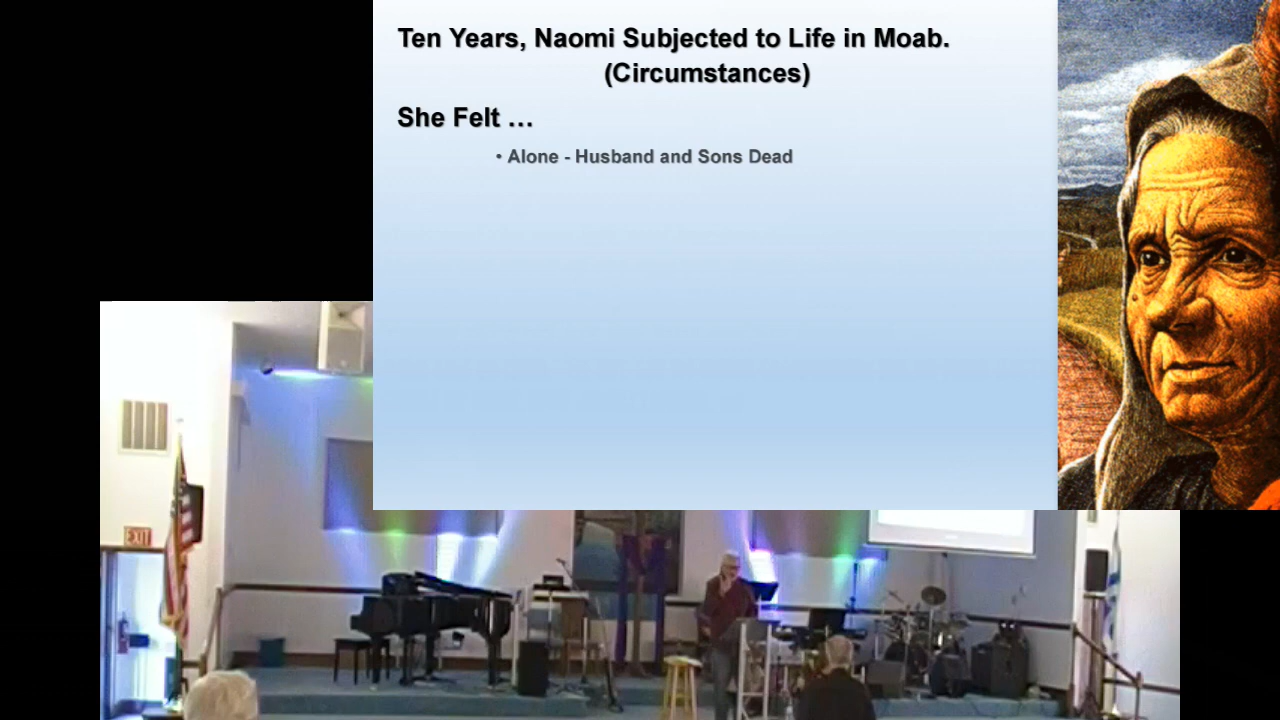 Ten Years, Naomi Subjected to Life in Moab.
(Circumstances)
She Felt …
• Alone - Husband and Sons Dead
EXIT